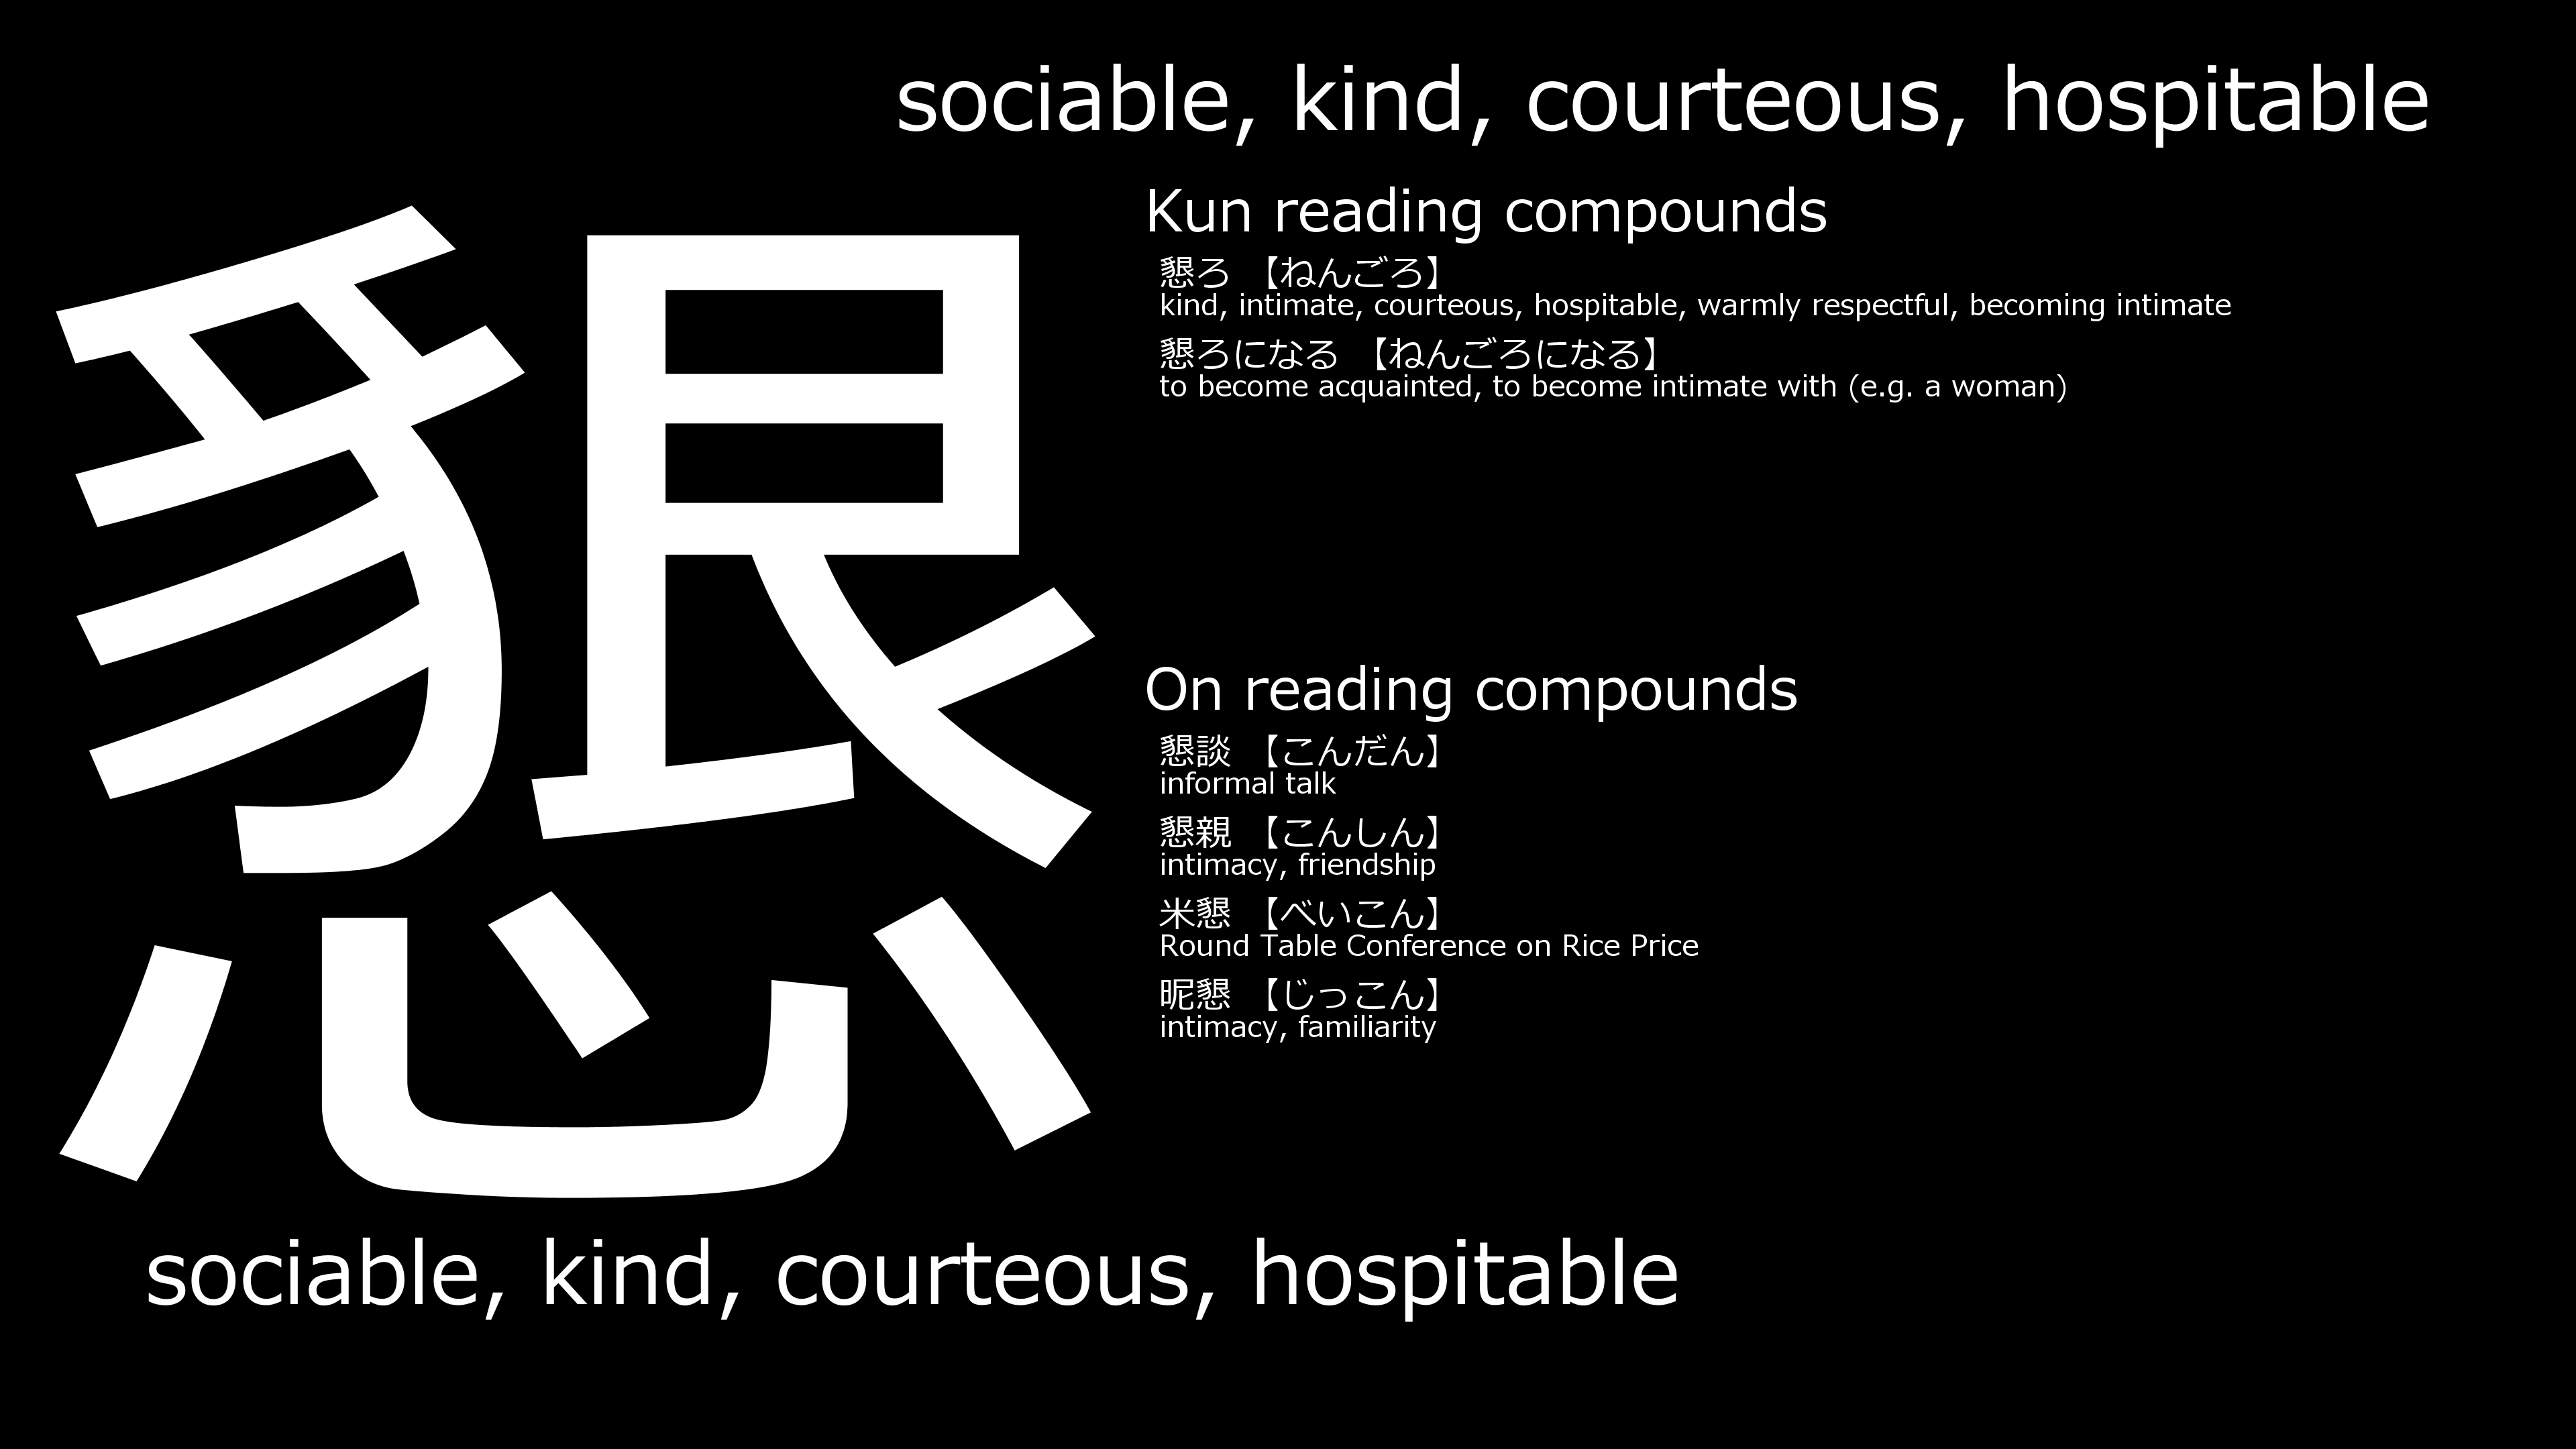 sociable, kind, courteous, hospitable
懇
Kun reading compounds
懇ろ 【ねんごろ】
kind, intimate, courteous, hospitable, warmly respectful, becoming intimate
懇ろになる 【ねんごろになる】
to become acquainted, to become intimate with (e.g. a woman)
On reading compounds
懇談 【こんだん】
informal talk
懇親 【こんしん】
intimacy, friendship
米懇 【べいこん】
Round Table Conference on Rice Price
昵懇 【じっこん】
intimacy, familiarity
sociable, kind, courteous, hospitable